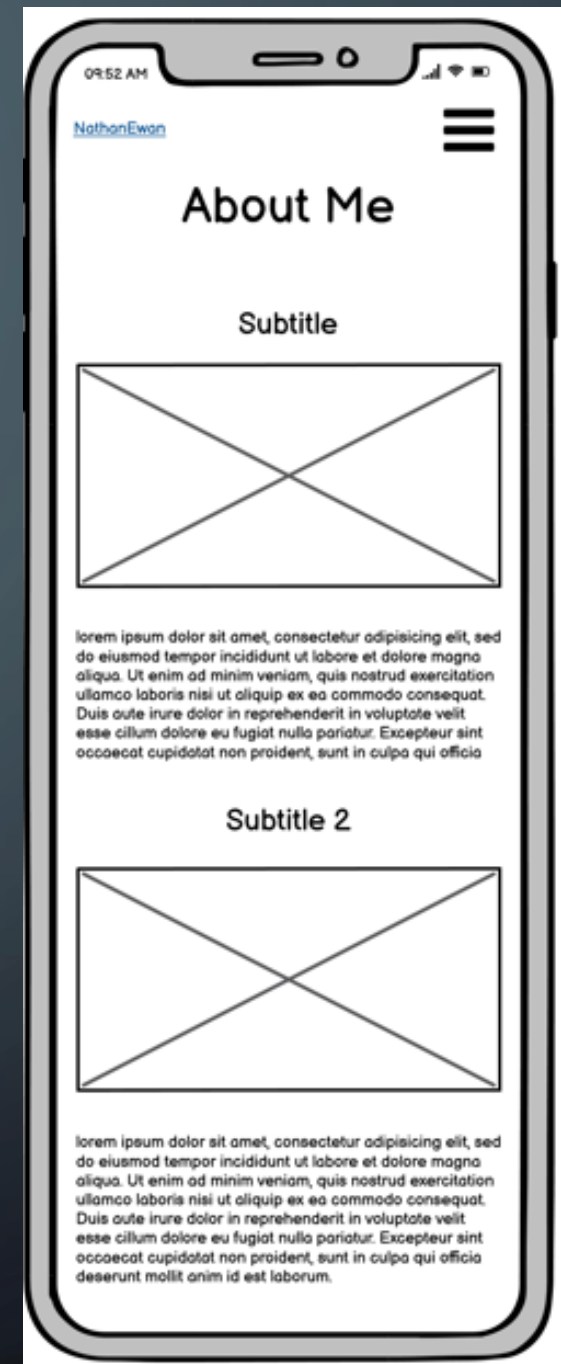 09:52 AM
NathanEwan
About Me
Subtitle
lorem ipsum dolor sit amet, consectetur adipisicing elit, sed
do eiusmod tempor incididunt ut labore et dolore magna
aliqua. Ut enim ad minim veniam, quis nostrud exercitation
ullamco laboris nisi ut aliquip ex ea commodo consequat.
Duis aute irure dolor in reprehenderit in voluptate velit
esse cillum dolore eu fugiat nulla pariatur. Excepteur sint
occaecat cupidatat non proident, sunt in culpa qui officia
Subtitle 2
lorem ipsum dolor sit amet, consectetur adipisicing elit, sed
do eiusmod tempor incididunt ut labore et dolore magna
aliqua. Ut enim ad minim veniam, quis nostrud exercitation
ullamco laboris nisi ut aliquip ex ea commodo consequat.
Duis aute irure dolor in reprehenderit in voluptate velit
esse cillum dolore eu fugiat nulla pariatur. Excepteur sint
occaecat cupidatat non proident, sunt in culpa qui officia
deserunt mollit anim id est laborum.